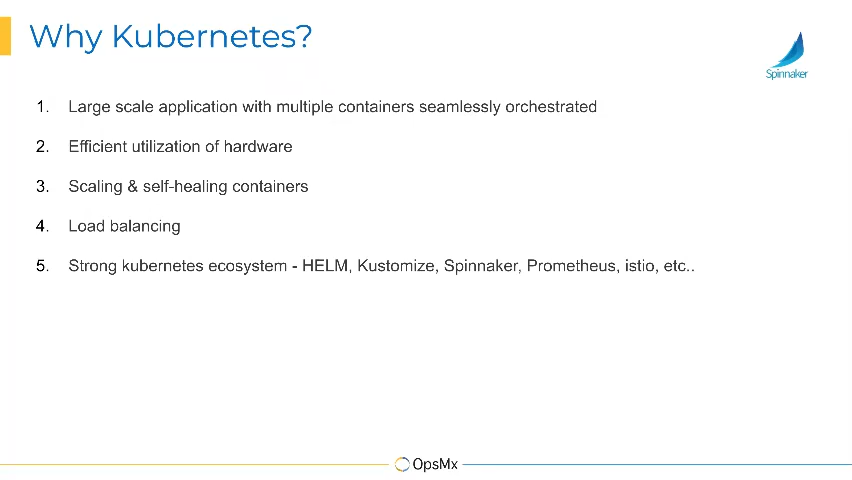 Why Kubernetes?
Spinnaker
1. Large scale application with multiple containers seamlessly orchestrated
2. Efficient utilization of hardware
3. Scaling & self-healing containers
4. Load balancing
5. Strong kubernetes ecosystem - HELM, Kustomize, Spinnaker, Prometheus, istio, etc..
OpsMx